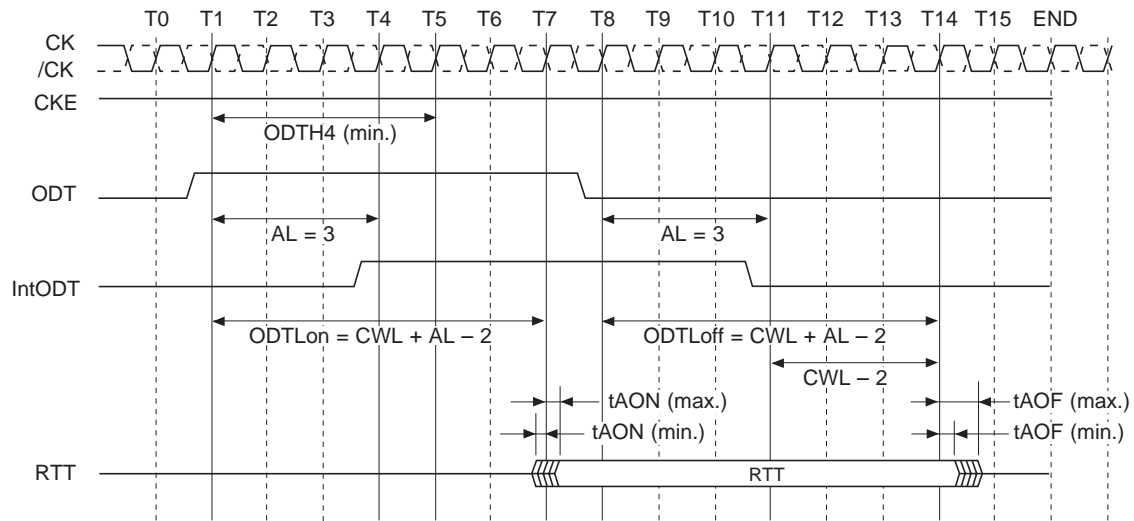 T0 T1 T2 T3 T4 T5 T6 T7 T8 T9 T10 T11 T12 T13 T14 T15 END
CK
/CK
CKE
ODTH4 (min.)
ODT
AL = 3 AL = 3
IntODT
ODTLon = CWL + AL – 2 ODTLoff = CWL + AL – 2
CWL – 2
tAON (max.) tAOF (max.)
tAON (min.) tAOF (min.)
RTT RTT